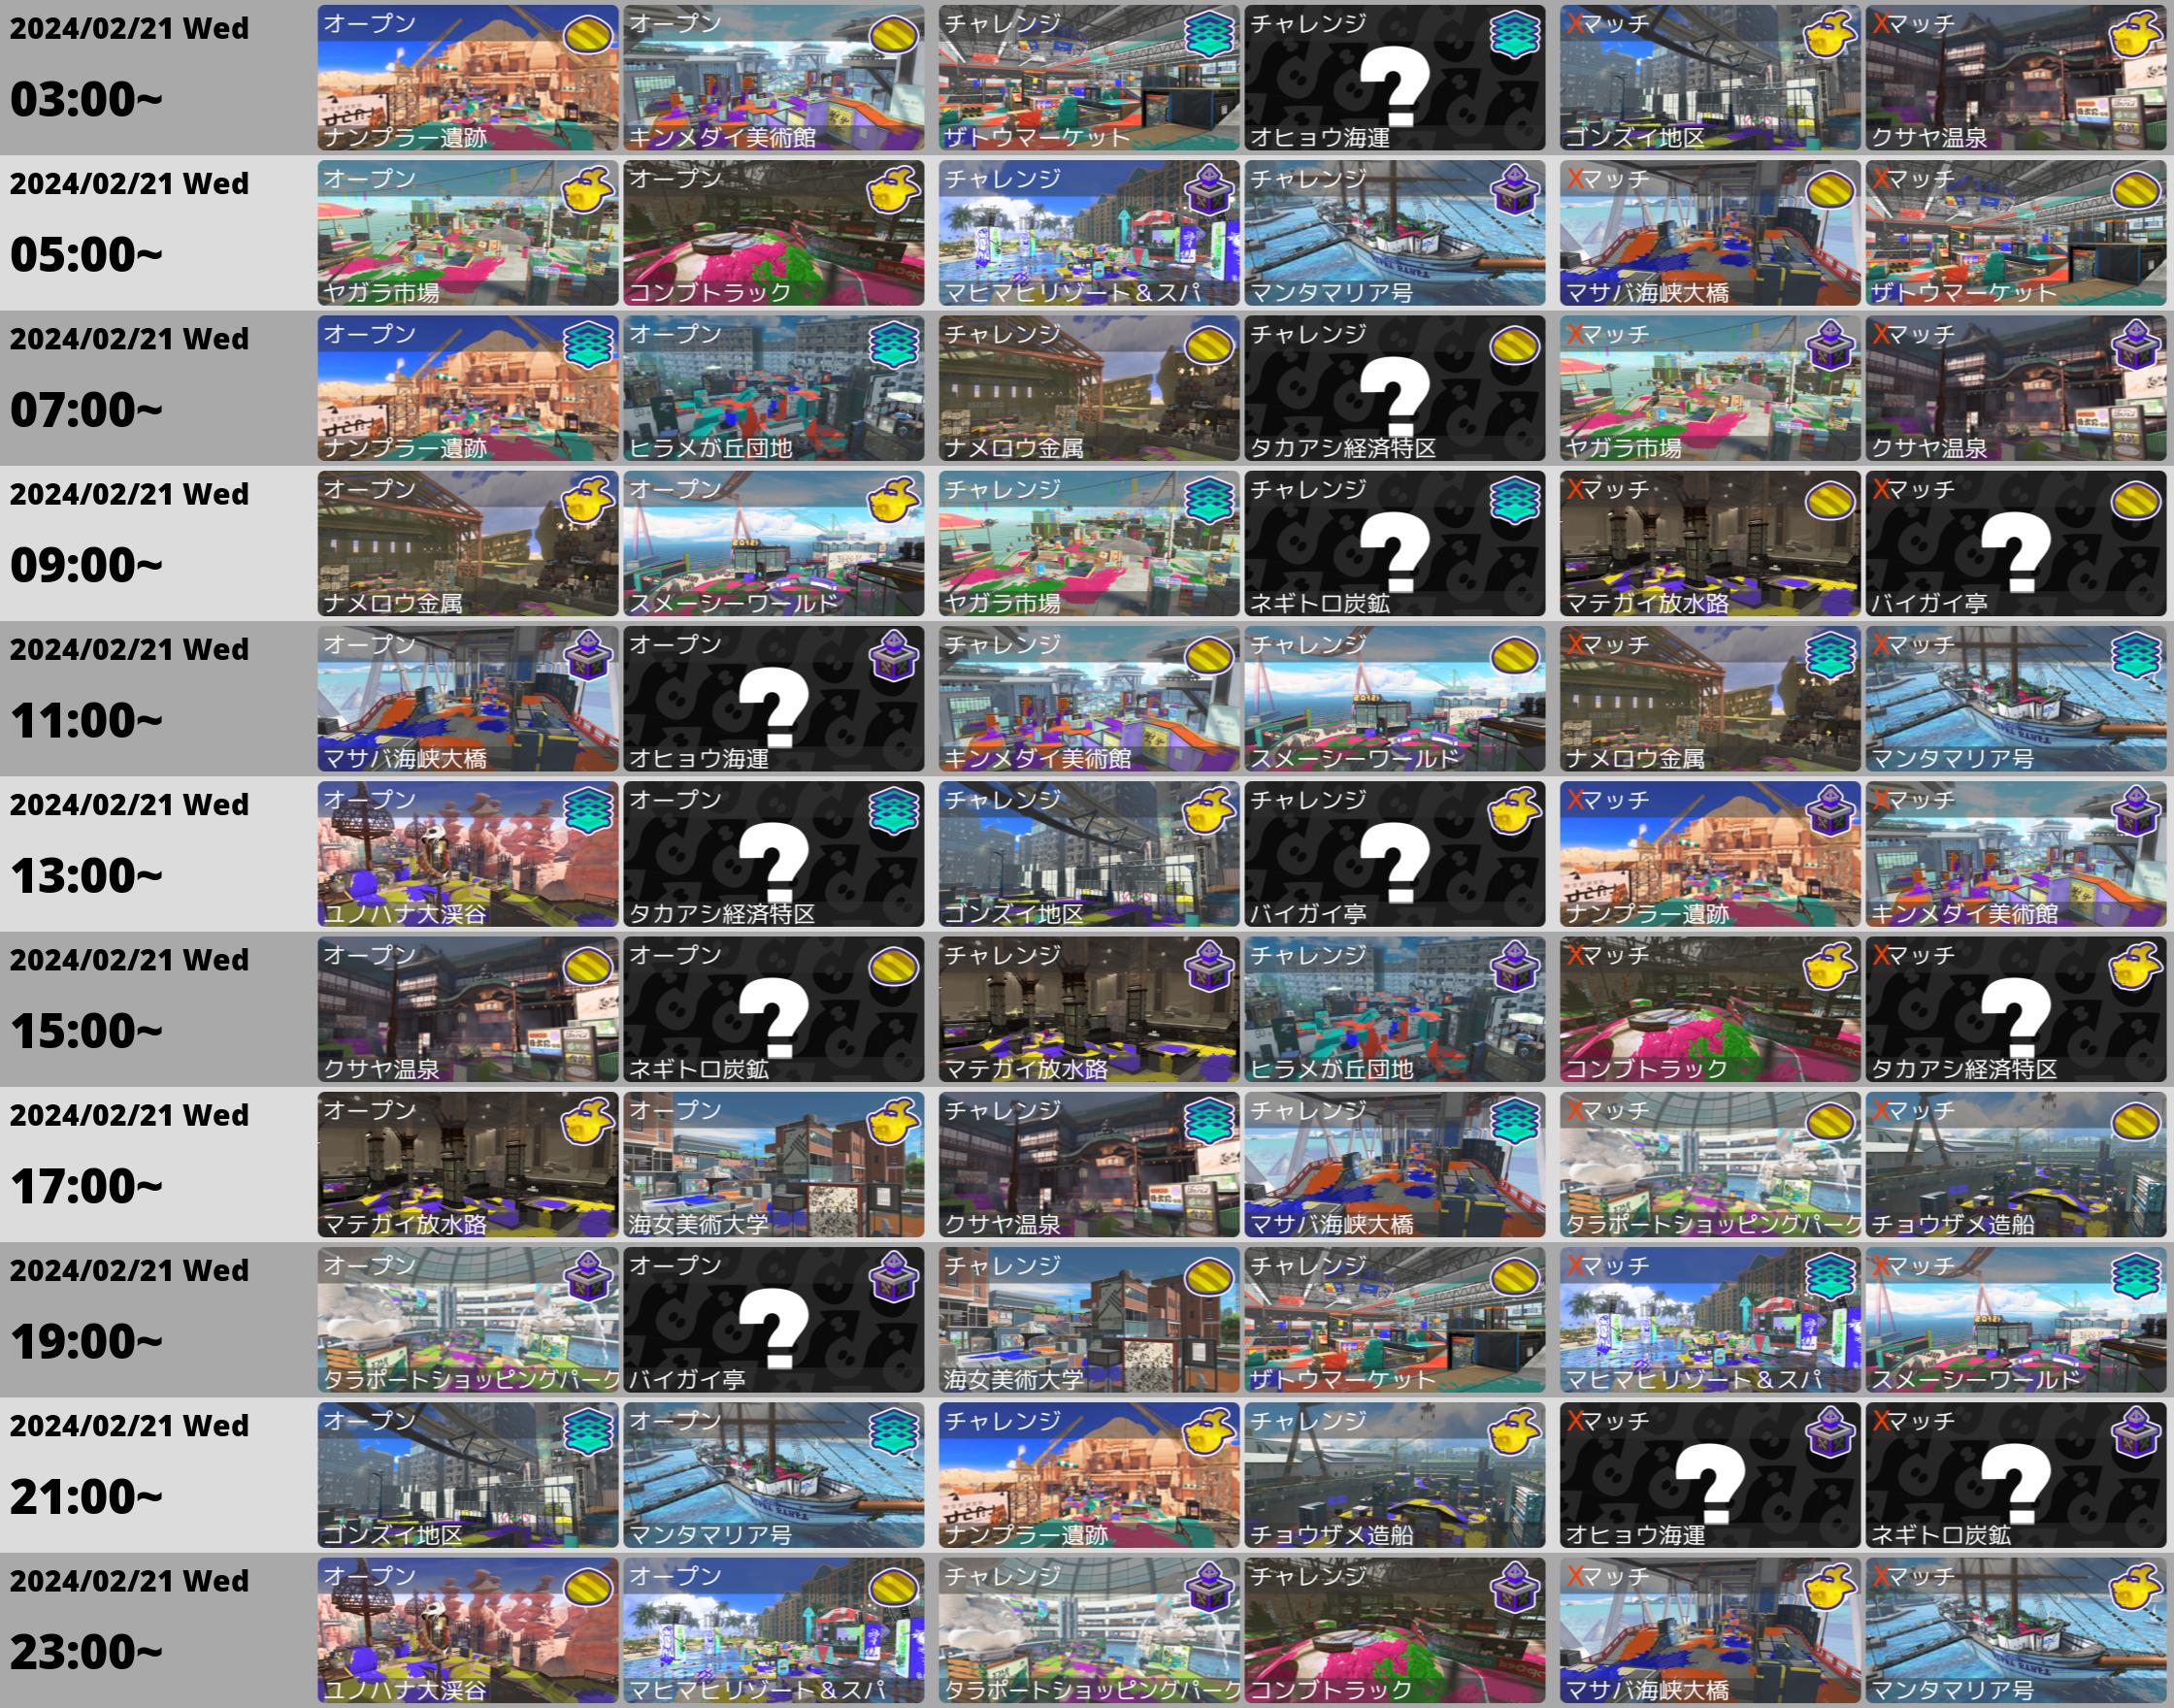 2024/02/21 Wed
03:00~
オープン
ナンプラー遺跡
オープン
キンメダイ美術館
チャレンジ
ザトウマーケット
チャレンジ
?
オヒョウ海運
Xマッチ
ゴンズイ地区
Xマッチ
クサヤ温泉
2024/02/21 Wed
05:00~
オープン
ヤガラ市場
オープン
コンブトラック
チャレンジ
マヒマヒリゾート&スパ
チャレンジ
マンタマリア号
Xマッチ
マサバ海峡大橋
Xマッチ
ザトウマーケット
2024/02/21 Wed
07:00~
オープン
ナンプラー遺跡
オープン
ヒラメが丘団地
チャレンジ
ナメロウ金属
チャレンジ
?
タカアシ経済特区
Xマッチ
ヤガラ市場
Xマッチ
クサヤ温泉
2024/02/21 Wed
09:00~
オープン
ナメロウ金属
オープン
スメーシーワールド
チャレンジ
ヤガラ市場
チャレンジ
?
ネギトロ炭鉱
Xマッチ
マテガイ放水路
Xマッチ
?
バイガイ亭
2024/02/21 Wed
11:00~
オープン
マサバ海峡大橋
オープン
?
オヒョウ海運
チャレンジ
キンメダイ美術館
チャレンジ
スメーシーワールド
Xマッチ
ナメロウ金属
Xマッチ
マンタマリア号
2024/02/21 Wed
13:00~
オープン
ユノハナ大渓谷
オープン
?
タカアシ経済特区
チャレンジ
ゴンズイ地区
チャレンジ
?
バイガイ亭
Xマッチ
ナンプラー遺跡
Xマッチ
キンメダイ美術館
2024/02/21 Wed
15:00~
オープン
クサヤ温泉
オープン
?
ネギトロ炭鉱
チャレンジ
マテガイ放水路
チャレンジ
ヒラメが丘団地
Xマッチ
コンブトラック
Xマッチ
?
タカアシ経済特区
2024/02/21 Wed
17:00~
オープン
マテガイ放水路
オープン
海女美術大学
チャレンジ
クサヤ温泉
チャレンジ
マサバ海峡大橋
Xマッチ
タラポートショッピングパーク
Xマッチ
チョウザメ造船
2024/02/21 Wed
19:00~
オープン
タラポートショッピングパーク
オープン
?
バイガイ亭
チャレンジ
海女美術大学
チャレンジ
ザトウマーケット
Xマッチ
マヒマヒリゾート&スパ
Xマッチ
スメーシーワールド
2024/02/21 Wed
21:00~
オープン
ゴンズイ地区
オープン
マンタマリア号
チャレンジ
ナンプラー遺跡
チャレンジ
チョウザメ造船
Xマッチ
?
オヒョウ海運
Xマッチ
?
ネギトロ炭鉱
2024/02/21 Wed
23:00~
オープン
ユノハナ大渓谷
オープン
マヒマヒリゾート&スパ
チャレンジ
タラポートショッピングパーク
チャレンジ
コンブトラック
Xマッチ
マサバ海峡大橋
Xマッチ
マンタマリア号